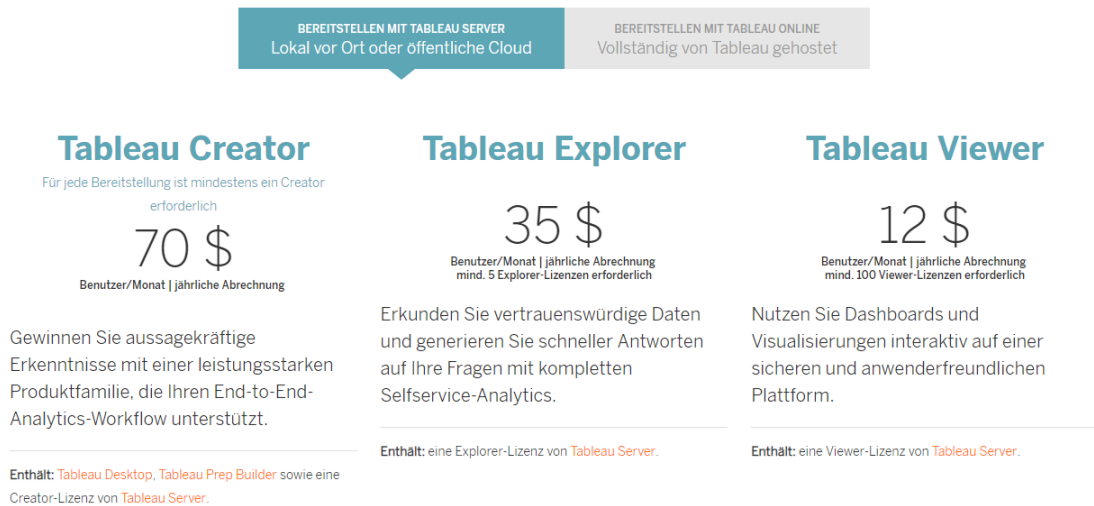 BEREITSTELLEN MIT TABLEAU SERVER
Lokal vor Ort oder öffentliche Cloud
BEREITSTELLEN MIT TABLEAU ONLINE
Vollständig von Tableau gehostet
Tableau Creator
Für jede Bereitstellung ist mindestens ein Creator
erforderlich
70 $
Benutzer/Monat | jährliche Abrechnung
Gewinnen Sie aussagekräftige
Erkenntnisse mit einer leistungsstarken
Produktfamilie, die Ihren End-to-End-
Analytics-Workflow unterstützt.
Enthält: Tableau Desktop, Tableau Prep Builder sowie eine
Creator-Lizenz von Tableau Server.
Tableau Explorer
35 $
Benutzer/Monat | jährliche Abrechnung
mind. 5 Explorer-Lizenzen erforderlich
Erkunden Sie vertrauenswürdige Daten
und generieren Sie schneller Antworten
auf Ihre Fragen mit kompletten
Selfservice-Analytics.
Enthält: eine Explorer-Lizenz von Tableau Server.
Tableau Viewer
12 $
Benutzer/Monat | jährliche Abrechnung
mind. 100 Viewer-Lizenzen erforderlich
Nutzen Sie Dashboards und
Visualisierungen interaktiv auf einer
sicheren und anwenderfreundlichen
Plattform.
Enthält: eine Viewer-Lizenz von Tableau Server.